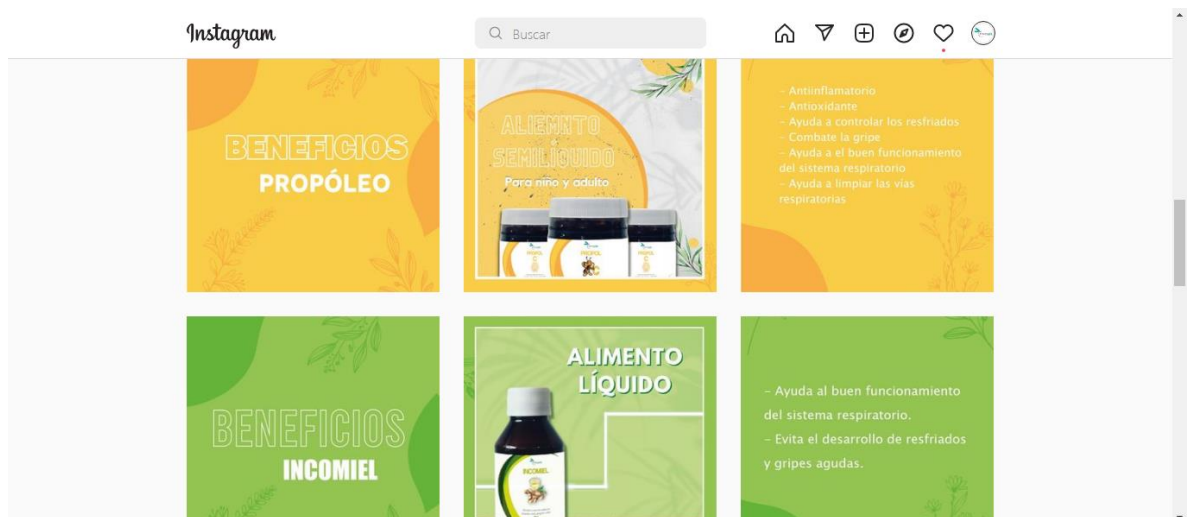 Instagram
Buscar
BENEFICIOS
PROPÓLEO
ALIEMNTO
SEMILIQUIDO
Para niño y adulto
PROPOL
- Antiinflamatorio
- Antioxidante
- Ayuda a controlar los resfriados
- Combate la gripe
- Ayuda a el buen funcionamiento
del sistema respiratorio
- Ayuda a limpiar las vías
respiratorias
BENEFICIOS
INCOMIEL
ALIMENTO
LÍQUIDO
INCOMIEL
- Ayuda al buen funcionamiento
del sistema respiratorio.
- Evita el desarrollo de resfriados
y gripes agudas.